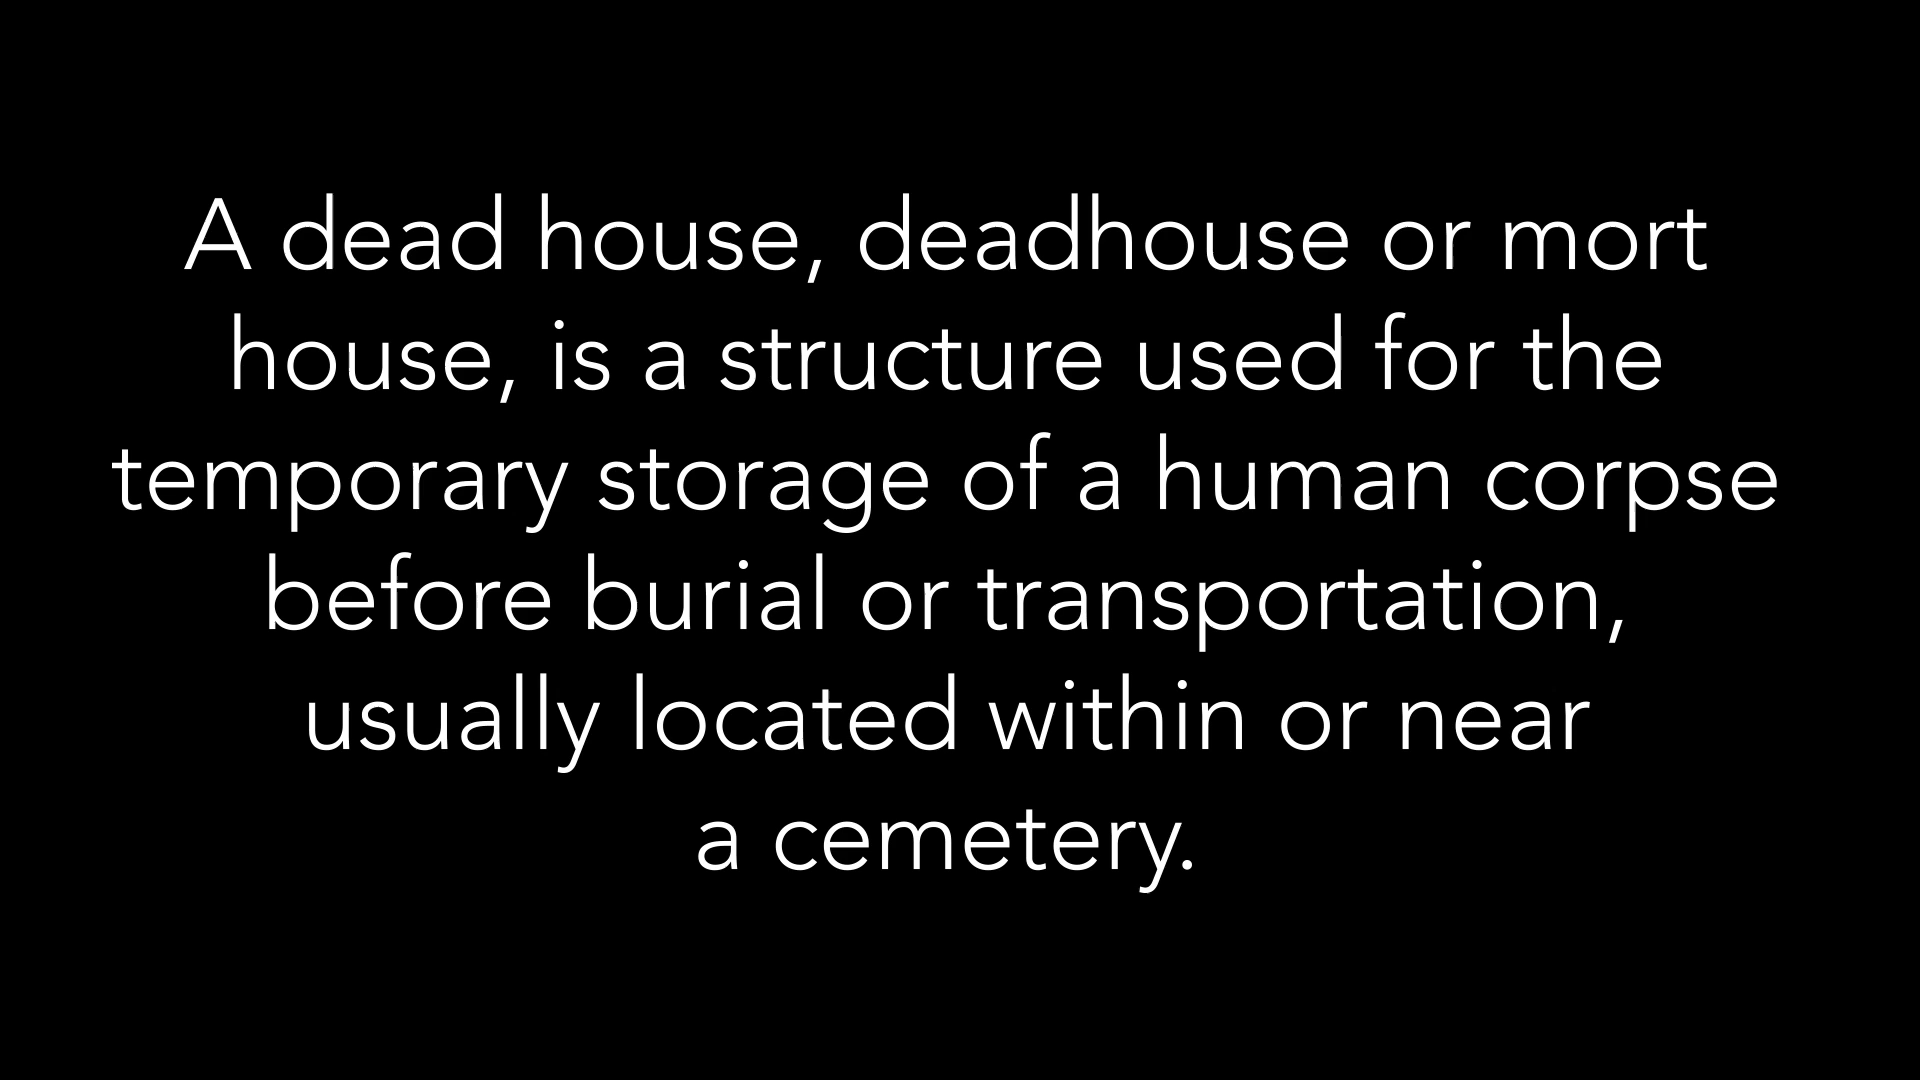 A dead house, deadhouse or mort
house, is a structure used for the
temporary storage of a human corpse
before burial or transportation,
usually located within or near
a cemetery.